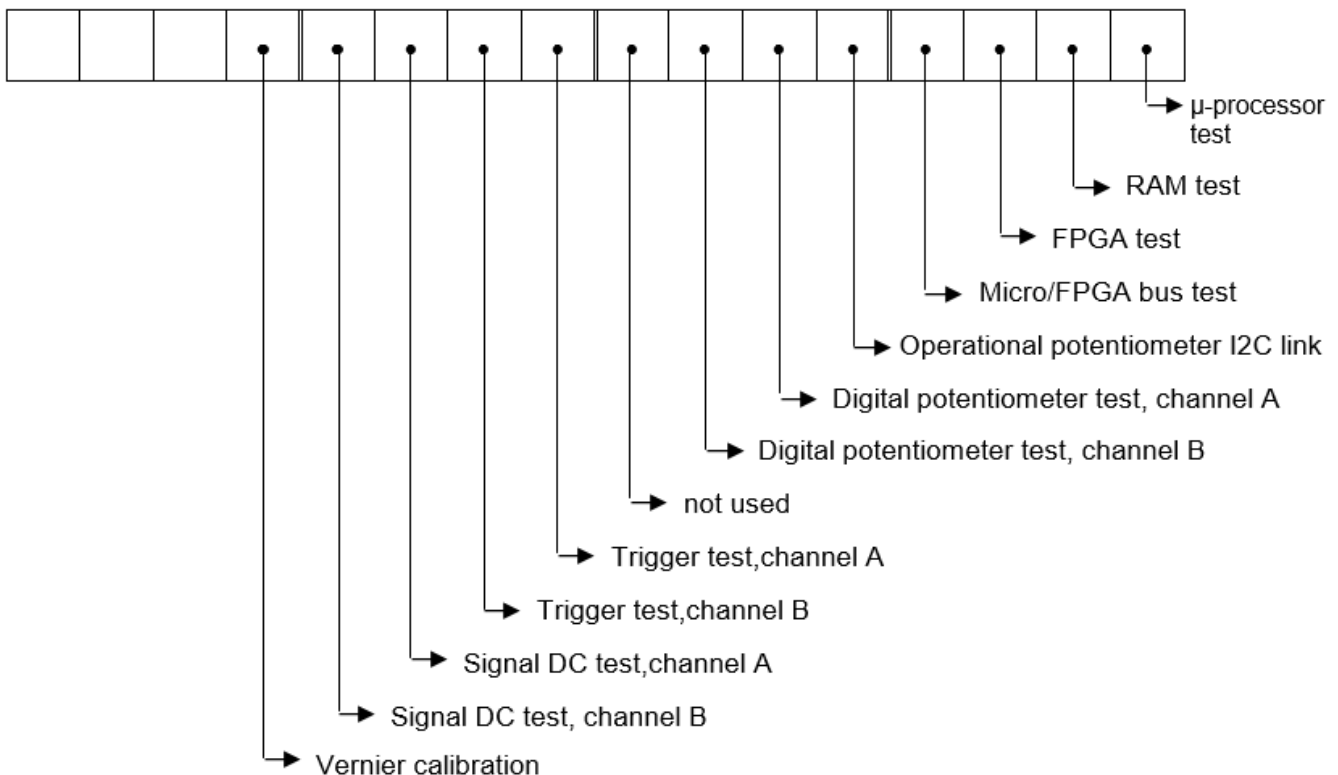 µ-processor
test
RAM test
FPGA test
Micro/FPGA bus test
Operational potentiometer I2C link
Digital potentiometer test, channel A
Digital potentiometer test, channel B
not used
Trigger test,channel A
Trigger test,channel B
Signal DC test,channel A
Signal DC test, channel B
Vernier calibration